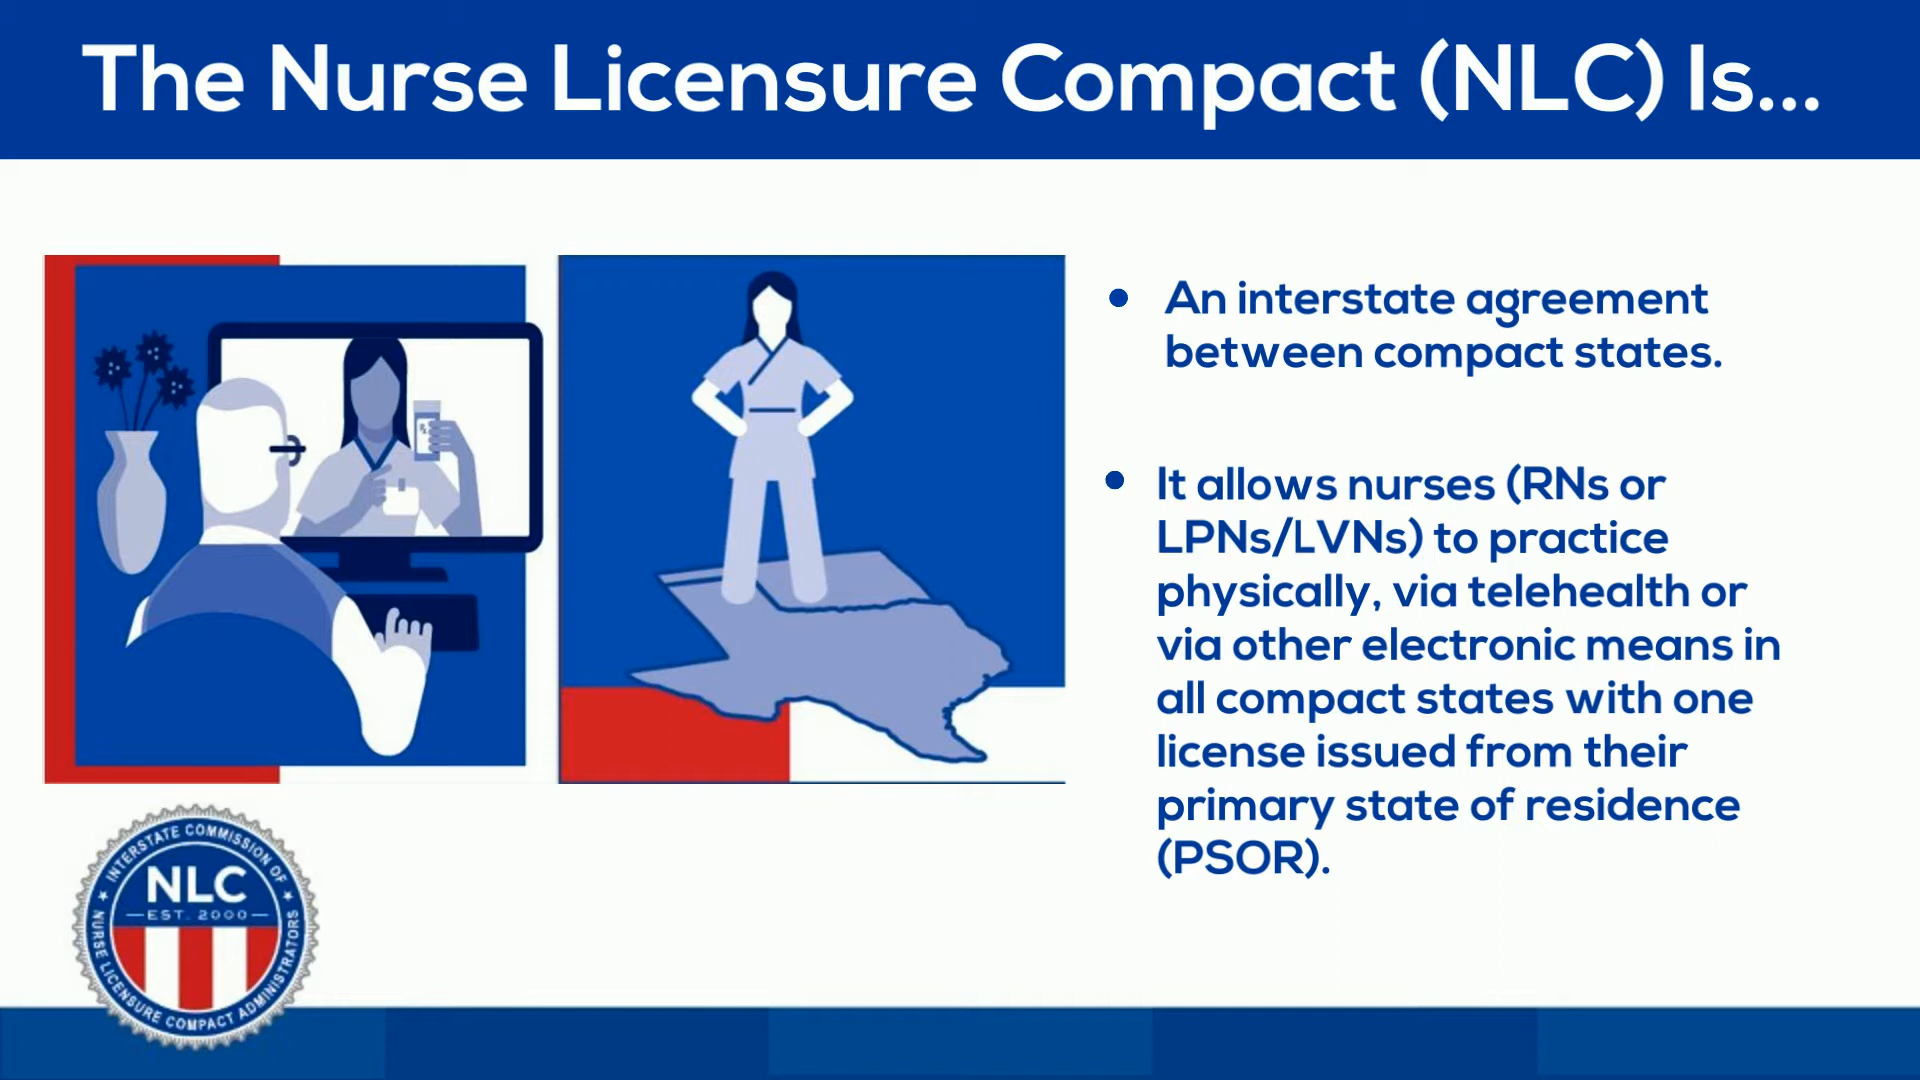 The Nurse Licensure Compact (NLC) Is...
An interstate agreement
between compact states.
It allows nurses (RNs or
LPNs/LVNs) to practice
physically, via telehealth or
via other electronic means in
all compact states with one
license issued from their
primary state of residence
(PSOR).
INTERSTATE COMMISSION OF
NLC
EST. 2000
NURSE LICENSURE COMPACT ADMINISTRATORS